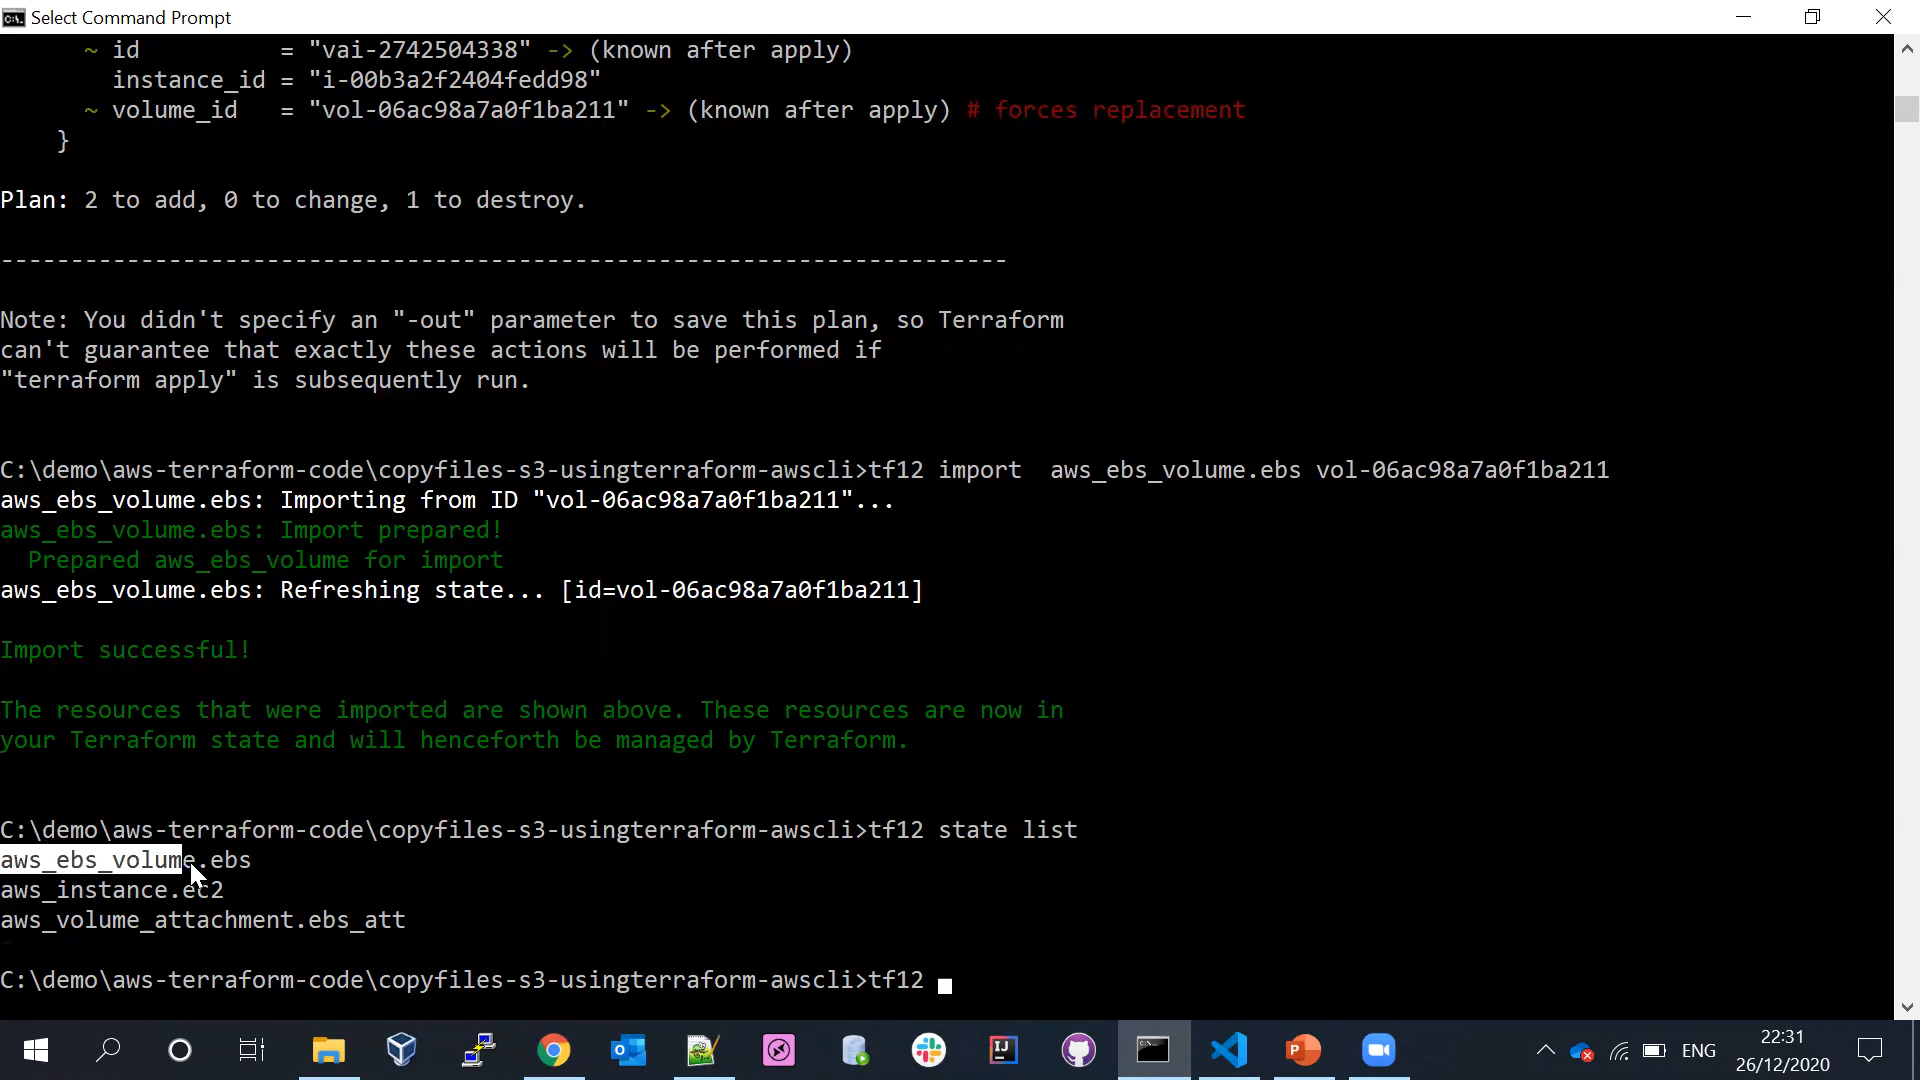 Select Command Prompt
~ id = "vai-2742504338" -> (known after apply)
instance_id = "i-00b3a2f2404fedd98"
~ volume_id = "vol-06ac98a7a0f1ba211" -> (known after apply) # forces replacement
}
Plan: 2 to add, 0 to change, 1 to destroy.
------------------------------------------------------------------------
Note: You didn't specify an "-out" parameter to save this plan, so Terraform
can't guarantee that exactly these actions will be performed if
"terraform apply" is subsequently run.
C:\demo\aws-terraform-code\copyfiles-s3-usingterraform-awscli>tf12 import  aws_ebs_volume.ebs vol-06ac98a7a0f1ba211
aws_ebs_volume.ebs: Importing from ID "vol-06ac98a7a0f1ba211"...
aws_ebs_volume.ebs: Import prepared!
Prepared aws_ebs_volume for import
aws_ebs_volume.ebs: Refreshing state... [id=vol-06ac98a7a0f1ba211]
Import successful!
The resources that were imported are shown above. These resources are now in
your Terraform state and will henceforth be managed by Terraform.
C:\demo\aws-terraform-code\copyfiles-s3-usingterraform-awscli>tf12 state list
aws_ebs_volume.ebs
aws_instance.ec2
aws_volume_attachment.ebs_att
C:\demo\aws-terraform-code\copyfiles-s3-usingterraform-awscli>tf12
ENG
22:31
26/12/2020